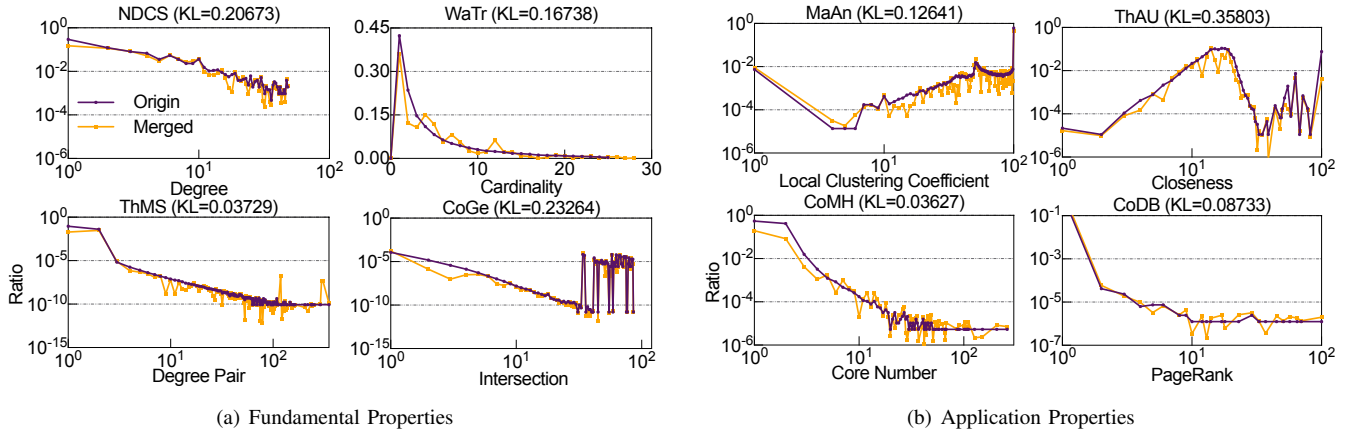 NDCS (KL=0.20673)
10^0
10^-2
10^-4
10^-6
Origin
Merged
10^0
10^1
10^2
Degree
WaTr (KL=0.16738)
0.45
0.30
0.15
0.00
0
10
20
30
Cardinality
MaAn (KL=0.12641)
10^0
10^-2
10^-4
10^-6
10^0
10^1
10^2
Local Clustering Coefficient
ThAU (KL=0.35803)
10^0
10^-1
10^-2
10^-3
10^-4
10^-5
10^0
10^1
10^2
Closeness
ThMS (KL=0.03729)
Ratio
10^0
10^-5
10^-10
10^-15
10^1
10^2
Degree Pair
CoGe (KL=0.23264)
10^0
10^-5
10^-10
10^-15
10^0
10^1
10^2
Intersection
CoMH (KL=0.03627)
Ratio
10^0
10^-2
10^-4
10^-6
10^0
10^1
10^2
Core Number
CoDB (KL=0.08733)
10^-1
10^-3
10^-5
10^-7
10^0
10^1
10^2
PageRank
(a) Fundamental Properties
(b) Application Properties